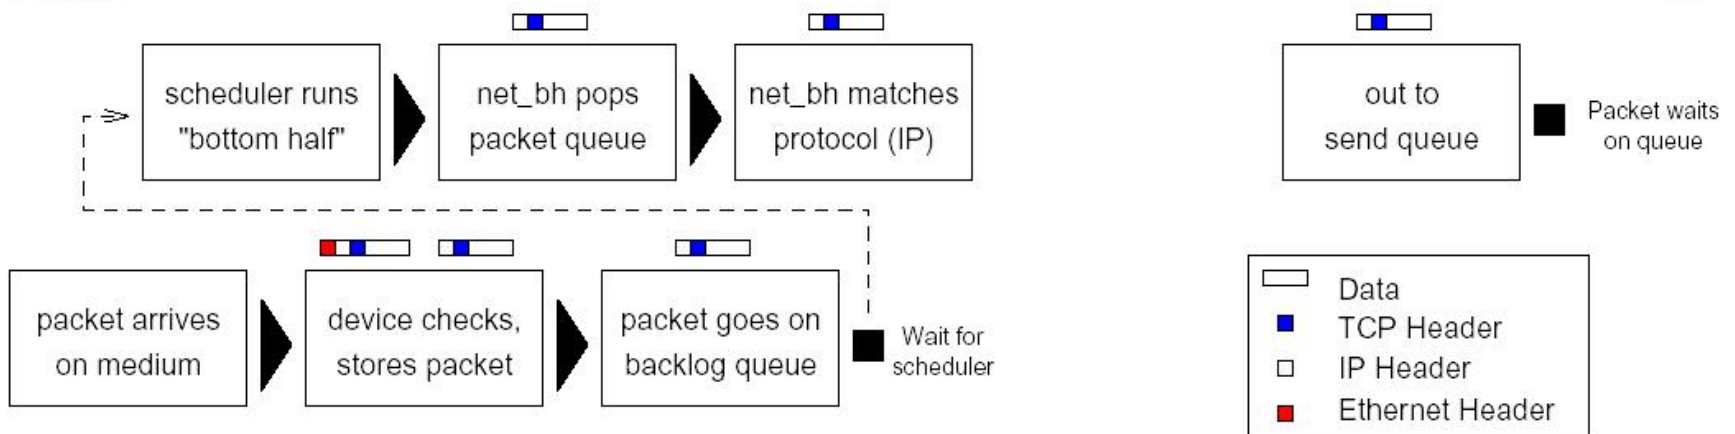 scheduler runs
"bottom half"
net_bh pops
packet queue
net_bh matches
protocol (IP)
out to
send queue
Packet waits
on queue
packet arrives
on medium
device checks,
stores packet
packet goes on
backlog queue
Wait for
scheduler
Data
TCP Header
IP Header
Ethernet Header